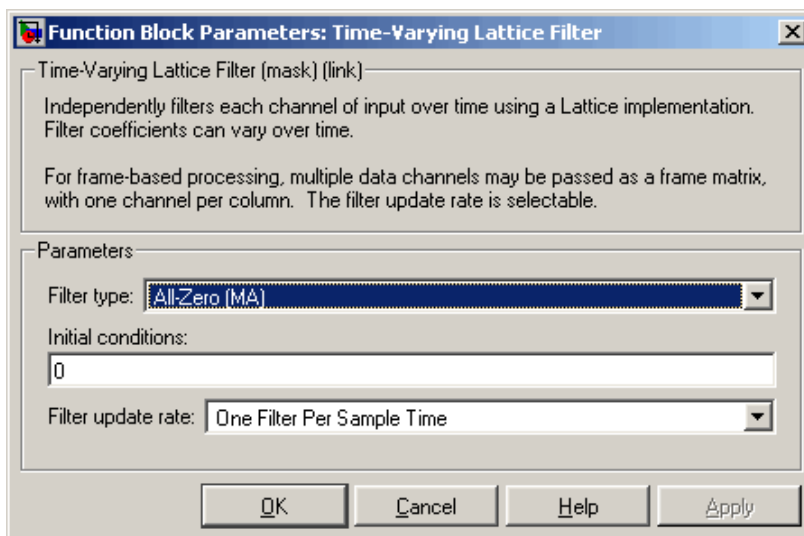 Function Block Parameters: Time-Varying Lattice Filter
Time-Varying Lattice Filter (mask) (link)
Independently filters each channel of input over time using a Lattice implementation.
Filter coefficients can vary over time.
For frame-based processing, multiple data channels may be passed as a frame matrix,
with one channel per column. The filter update rate is selectable.
Parameters
Filter type: All-Zero (MA)
Initial conditions:
0
Filter update rate: One Filter Per Sample Time
OK Cancel Help Apply